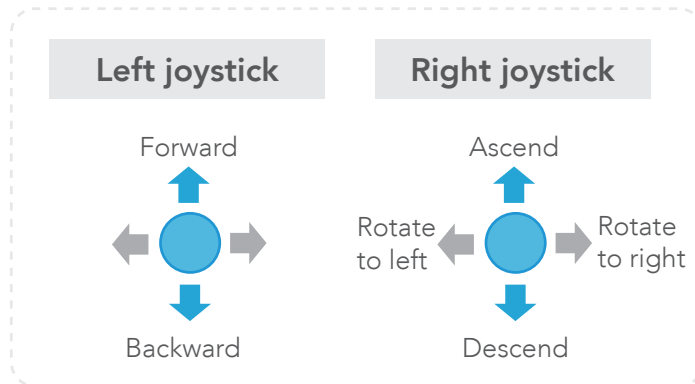 Left joystick
Right joystick
Forward
Backward
Ascend
Rotate
to left
Rotate
to right
Descend